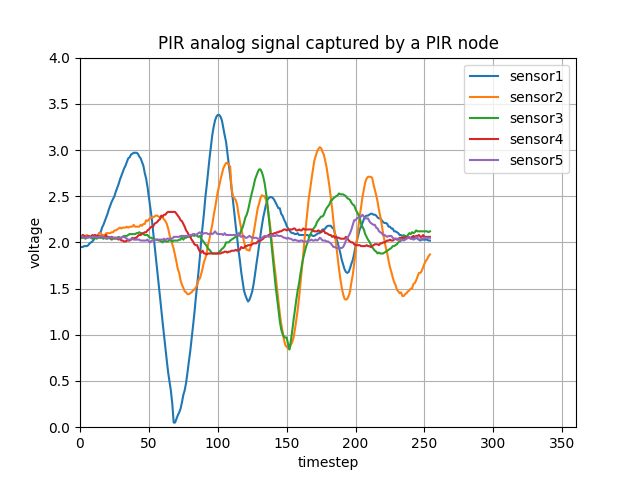 PIR analog signal captured by a PIR node
4.0
3.5
3.0
2.5
2.0
1.5
1.0
0.5
0.0
voltage
sensor1
sensor2
sensor3
sensor4
sensor5
0 50 100 150 200 250 300 350
timestep